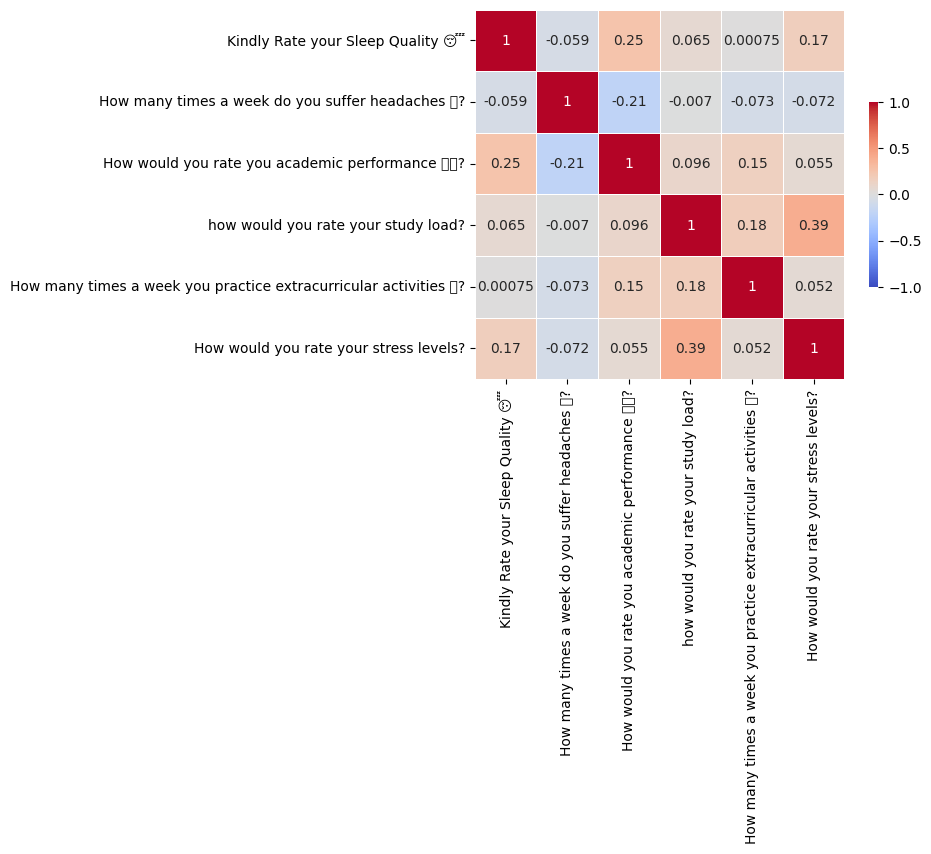 Kindly Rate your Sleep Quality 😴
1 -0.059 0.25 0.065 0.00075 0.17
How many times a week do you suffer headaches ▯?
-0.059 1 -0.21 -0.007 -0.073 -0.072
How would you rate you academic performance ▯▯?
0.25 -0.21 1 0.096 0.15 0.055
how would you rate your study load?
0.065 -0.007 0.096 1 0.18 0.39
How many times a week you practice extracurricular activities ▯?
0.00075 -0.073 0.15 0.18 1 0.052
How would you rate your stress levels?
0.17 -0.072 0.055 0.39 0.052 1
1.0
0.5
0.0
−0.5
−1.0
Kindly Rate your Sleep Quality 😴
How many times a week do you suffer headaches ▯?
How would you rate you academic performance ▯▯?
how would you rate your study load?
How many times a week you practice extracurricular activities ▯?
How would you rate your stress levels?